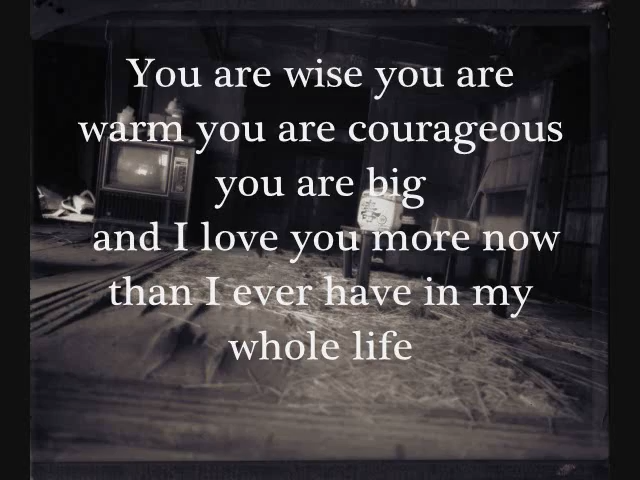 You are wise you are
warm you are courageous
you are big
and I love you more now
than I ever have in my
whole life